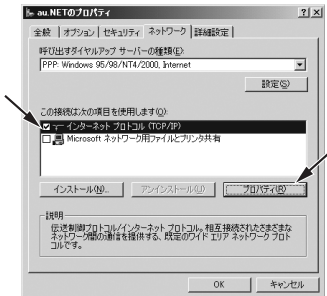 au.NETのプロパティ
全般 オプション セキュリティ ネットワーク 詳細設定
呼び出すダイヤルアップ サーバーの種類(E):
PPP: Windows 95/98/NT4/2000, Internet
設定(S)
この接続は次の項目を使用します(O):
インターネット プロトコル (TCP/IP)
Microsoft ネットワーク用ファイルとプリンタ共有
インストール(N)... アンインストール(U) プロパティ(R)
説明
伝送制御プロトコル/インターネット プロトコル。相互接続されたさまざまな
ネットワーク間の通信を提供する、既定のワイド エリア ネットワーク プロト
コルです。
OK キャンセル